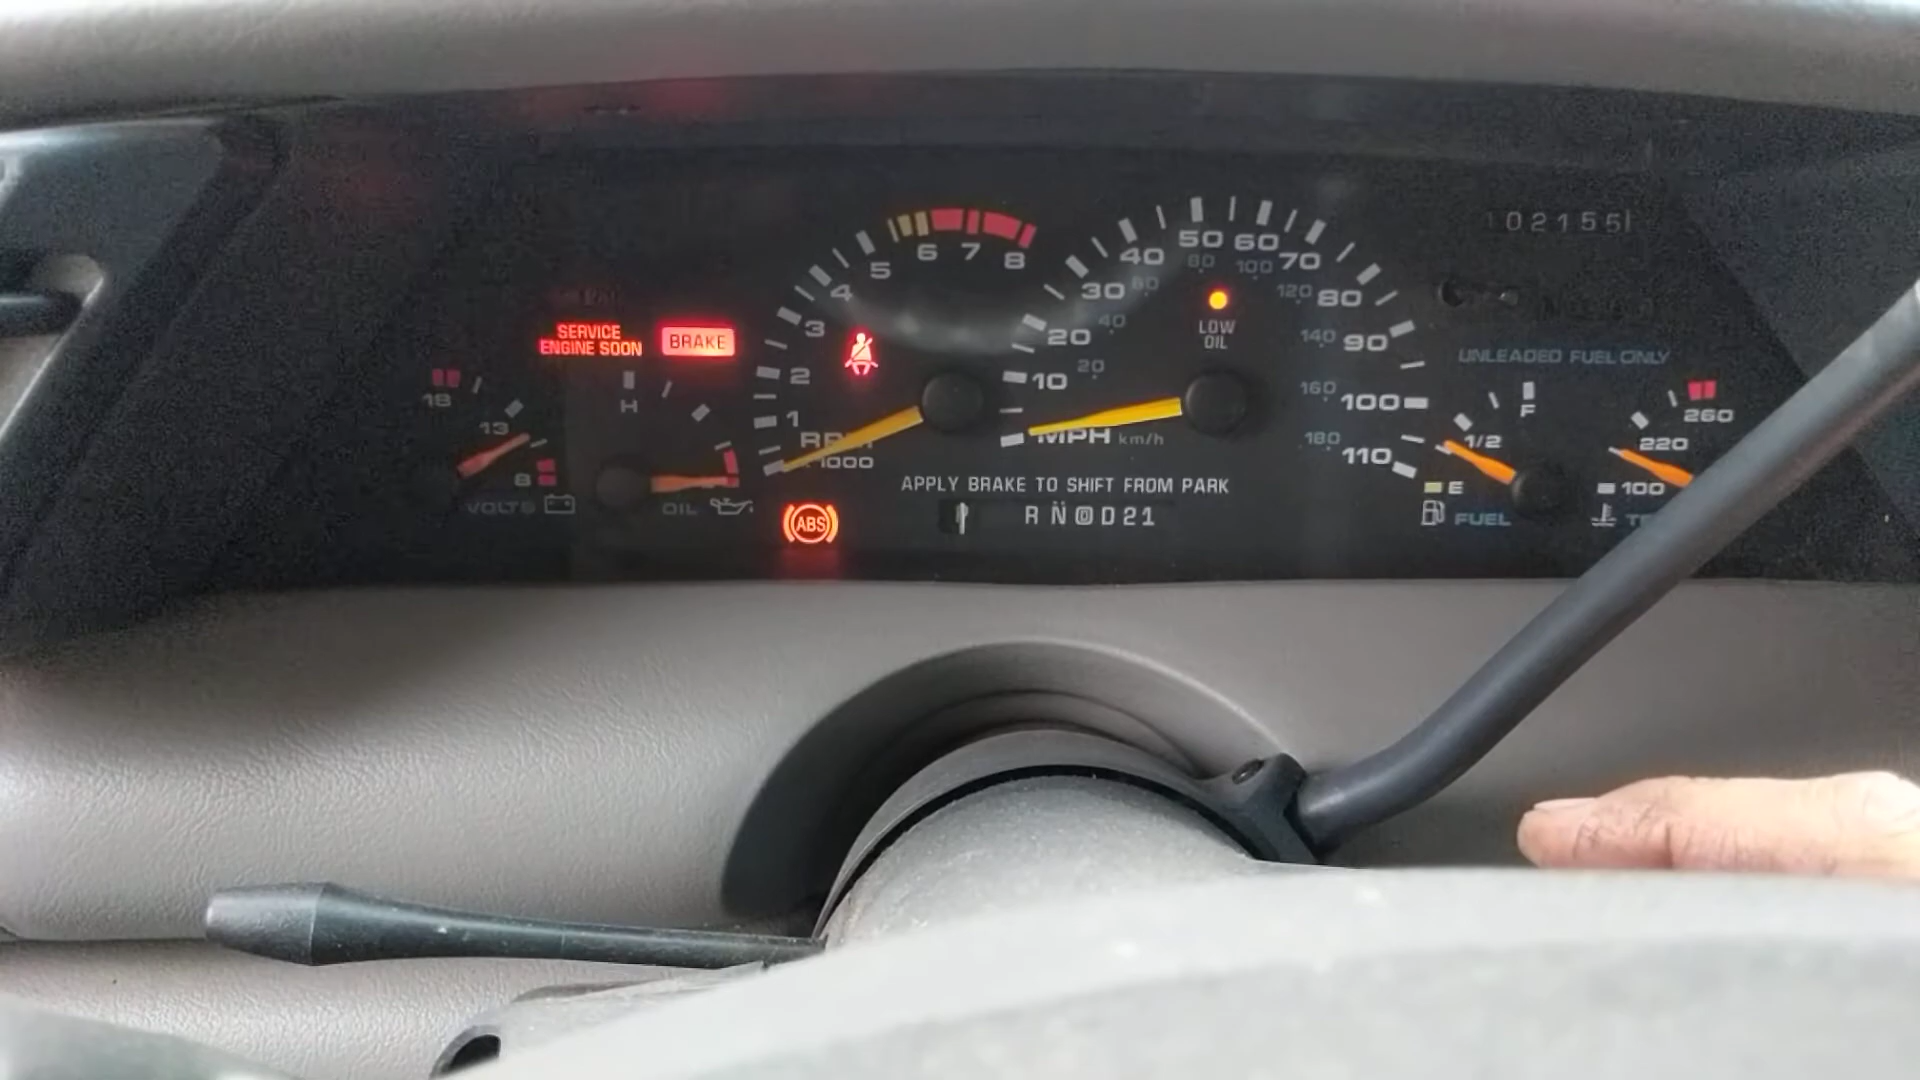 102155
5 6 7 8
4
3
2
1
RPM
x1000
SERVICE
ENGINE SOON
BRAKE
18
13
8
VOLTS
H
OIL
ABS
10 20 30 40 50 60 70 80 90 100 110
20 40 60 80 100 120 140 160 180
MPH km/h
LOW
OIL
APPLY BRAKE TO SHIFT FROM PARK
R N D D 2 1
UNLEADED FUEL ONLY
F
1/2
E
FUEL
260
220
100